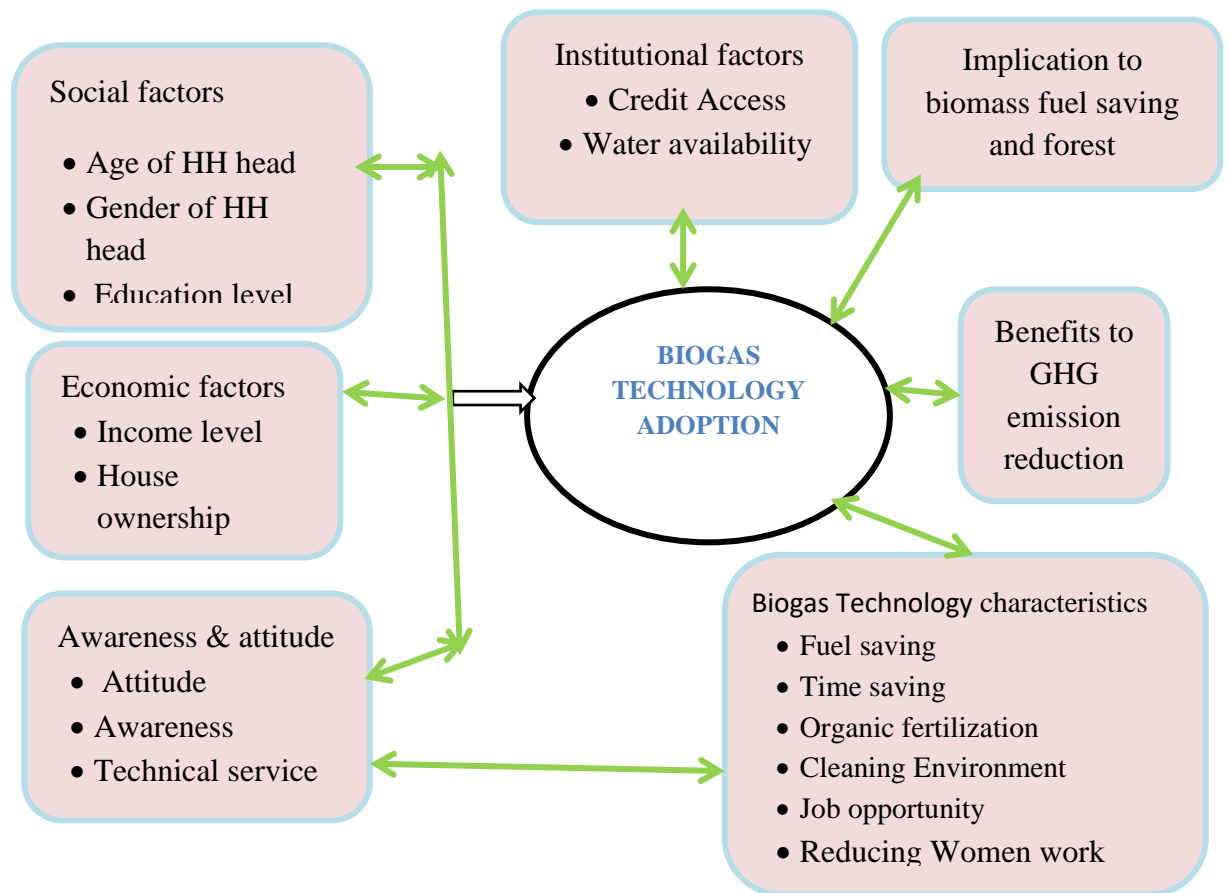 Social factors
• Age of HH head
• Gender of HH
head
• Education level
Institutional factors
• Credit Access
• Water availability
Implication to
biomass fuel saving
and forest
Economic factors
• Income level
• House
ownership
BIOGAS
TECHNOLOGY
ADOPTION
Benefits to
GHG
emission
reduction
Awareness & attitude
• Attitude
• Awareness
• Technical service
Biogas Technology characteristics
• Fuel saving
• Time saving
• Organic fertilization
• Cleaning Environment
• Job opportunity
• Reducing Women work